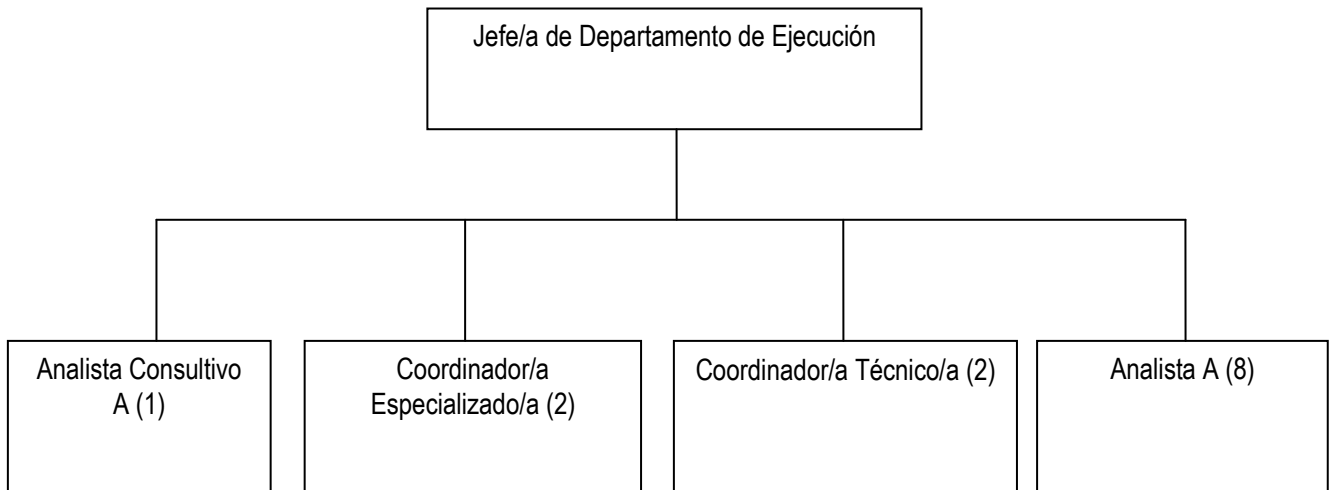 Jefe/a de Departamento de Ejecución
Analista Consultivo
A (1)
Coordinador/a
Especializado/a (2)
Coordinador/a Técnico/a (2)
Analista A (8)